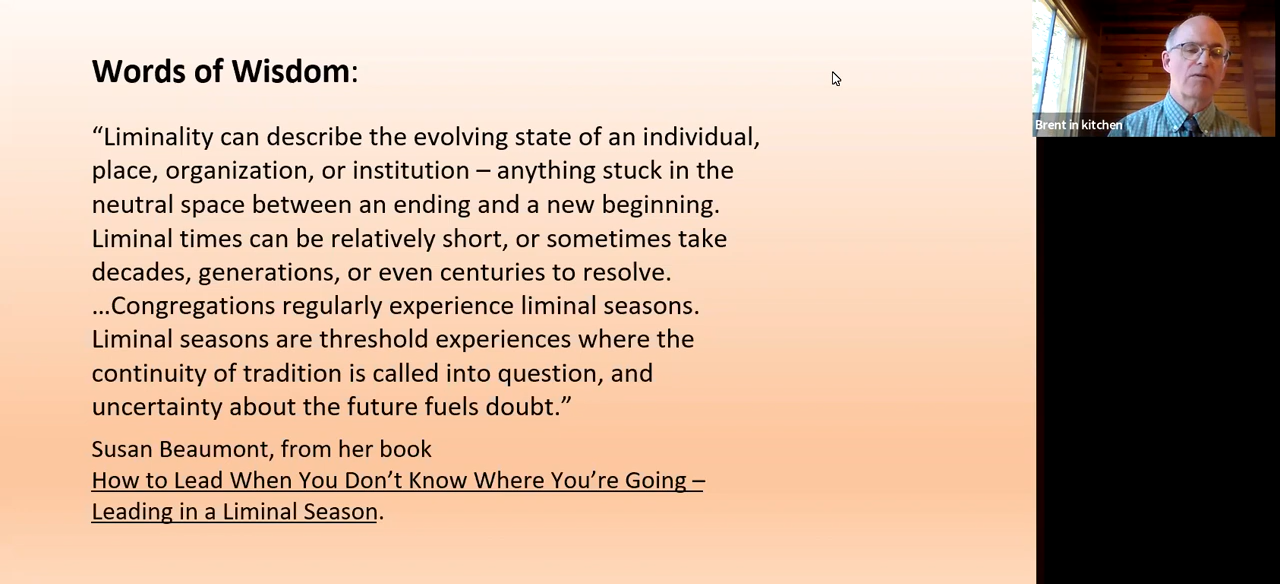 Words of Wisdom:
“Liminality can describe the evolving state of an individual,
place, organization, or institution – anything stuck in the
neutral space between an ending and a new beginning.
Liminal times can be relatively short, or sometimes take
decades, generations, or even centuries to resolve.
…Congregations regularly experience liminal seasons.
Liminal seasons are threshold experiences where the
continuity of tradition is called into question, and
uncertainty about the future fuels doubt.”
Susan Beaumont, from her book
How to Lead When You Don’t Know Where You’re Going –
Leading in a Liminal Season.
Brent in kitchen